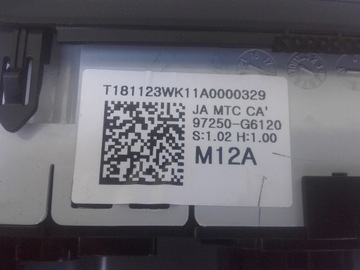 T181123WK11A0000329
JA MTC CA'
97250-G6120
S:1.02 H:1.00
M12A